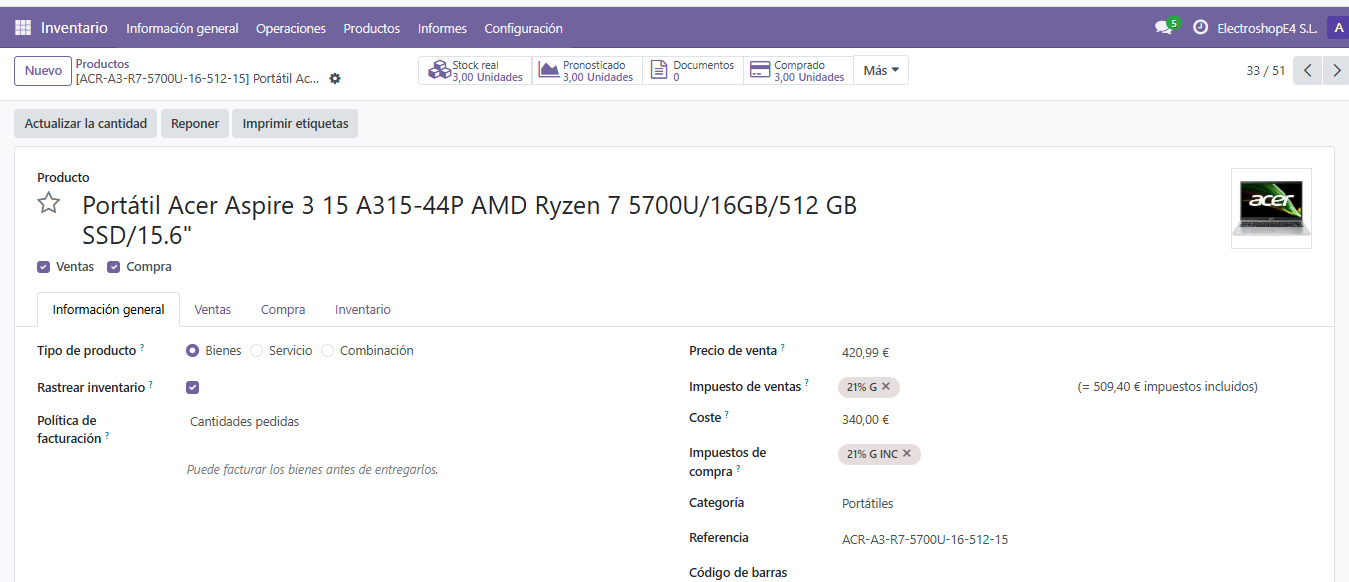 Inventario Información general Operaciones Productos Informes Configuración 5 ElectroshopE4 S.L. A
Nuevo Productos Stock real Pronosticado Documentos Comprado Más 33 / 51
[ACR-A3-R7-5700U-16-512-15] Portátil Ac... 3,00 Unidades 3,00 Unidades 0 3,00 Unidades
Actualizar la cantidad Reponer Imprimir etiquetas
Producto
Portátil Acer Aspire 3 15 A315-44P AMD Ryzen 7 5700U/16GB/512 GB
SSD/15.6"
acer
Ventas Compra
Información general Ventas Compra Inventario
Tipo de producto ? Bienes Servicio Combinación
Rastrear inventario ?
Política de
facturación ? Cantidades pedidas
Puede facturar los bienes antes de entregarlos.
Precio de venta ? 420,99 €
Impuesto de ventas ? 21% G (= 509,40 € impuestos incluidos)
Coste ? 340,00 €
Impuestos de
compra ? 21% G INC
Categoría Portátiles
Referencia ACR-A3-R7-5700U-16-512-15
Código de barras